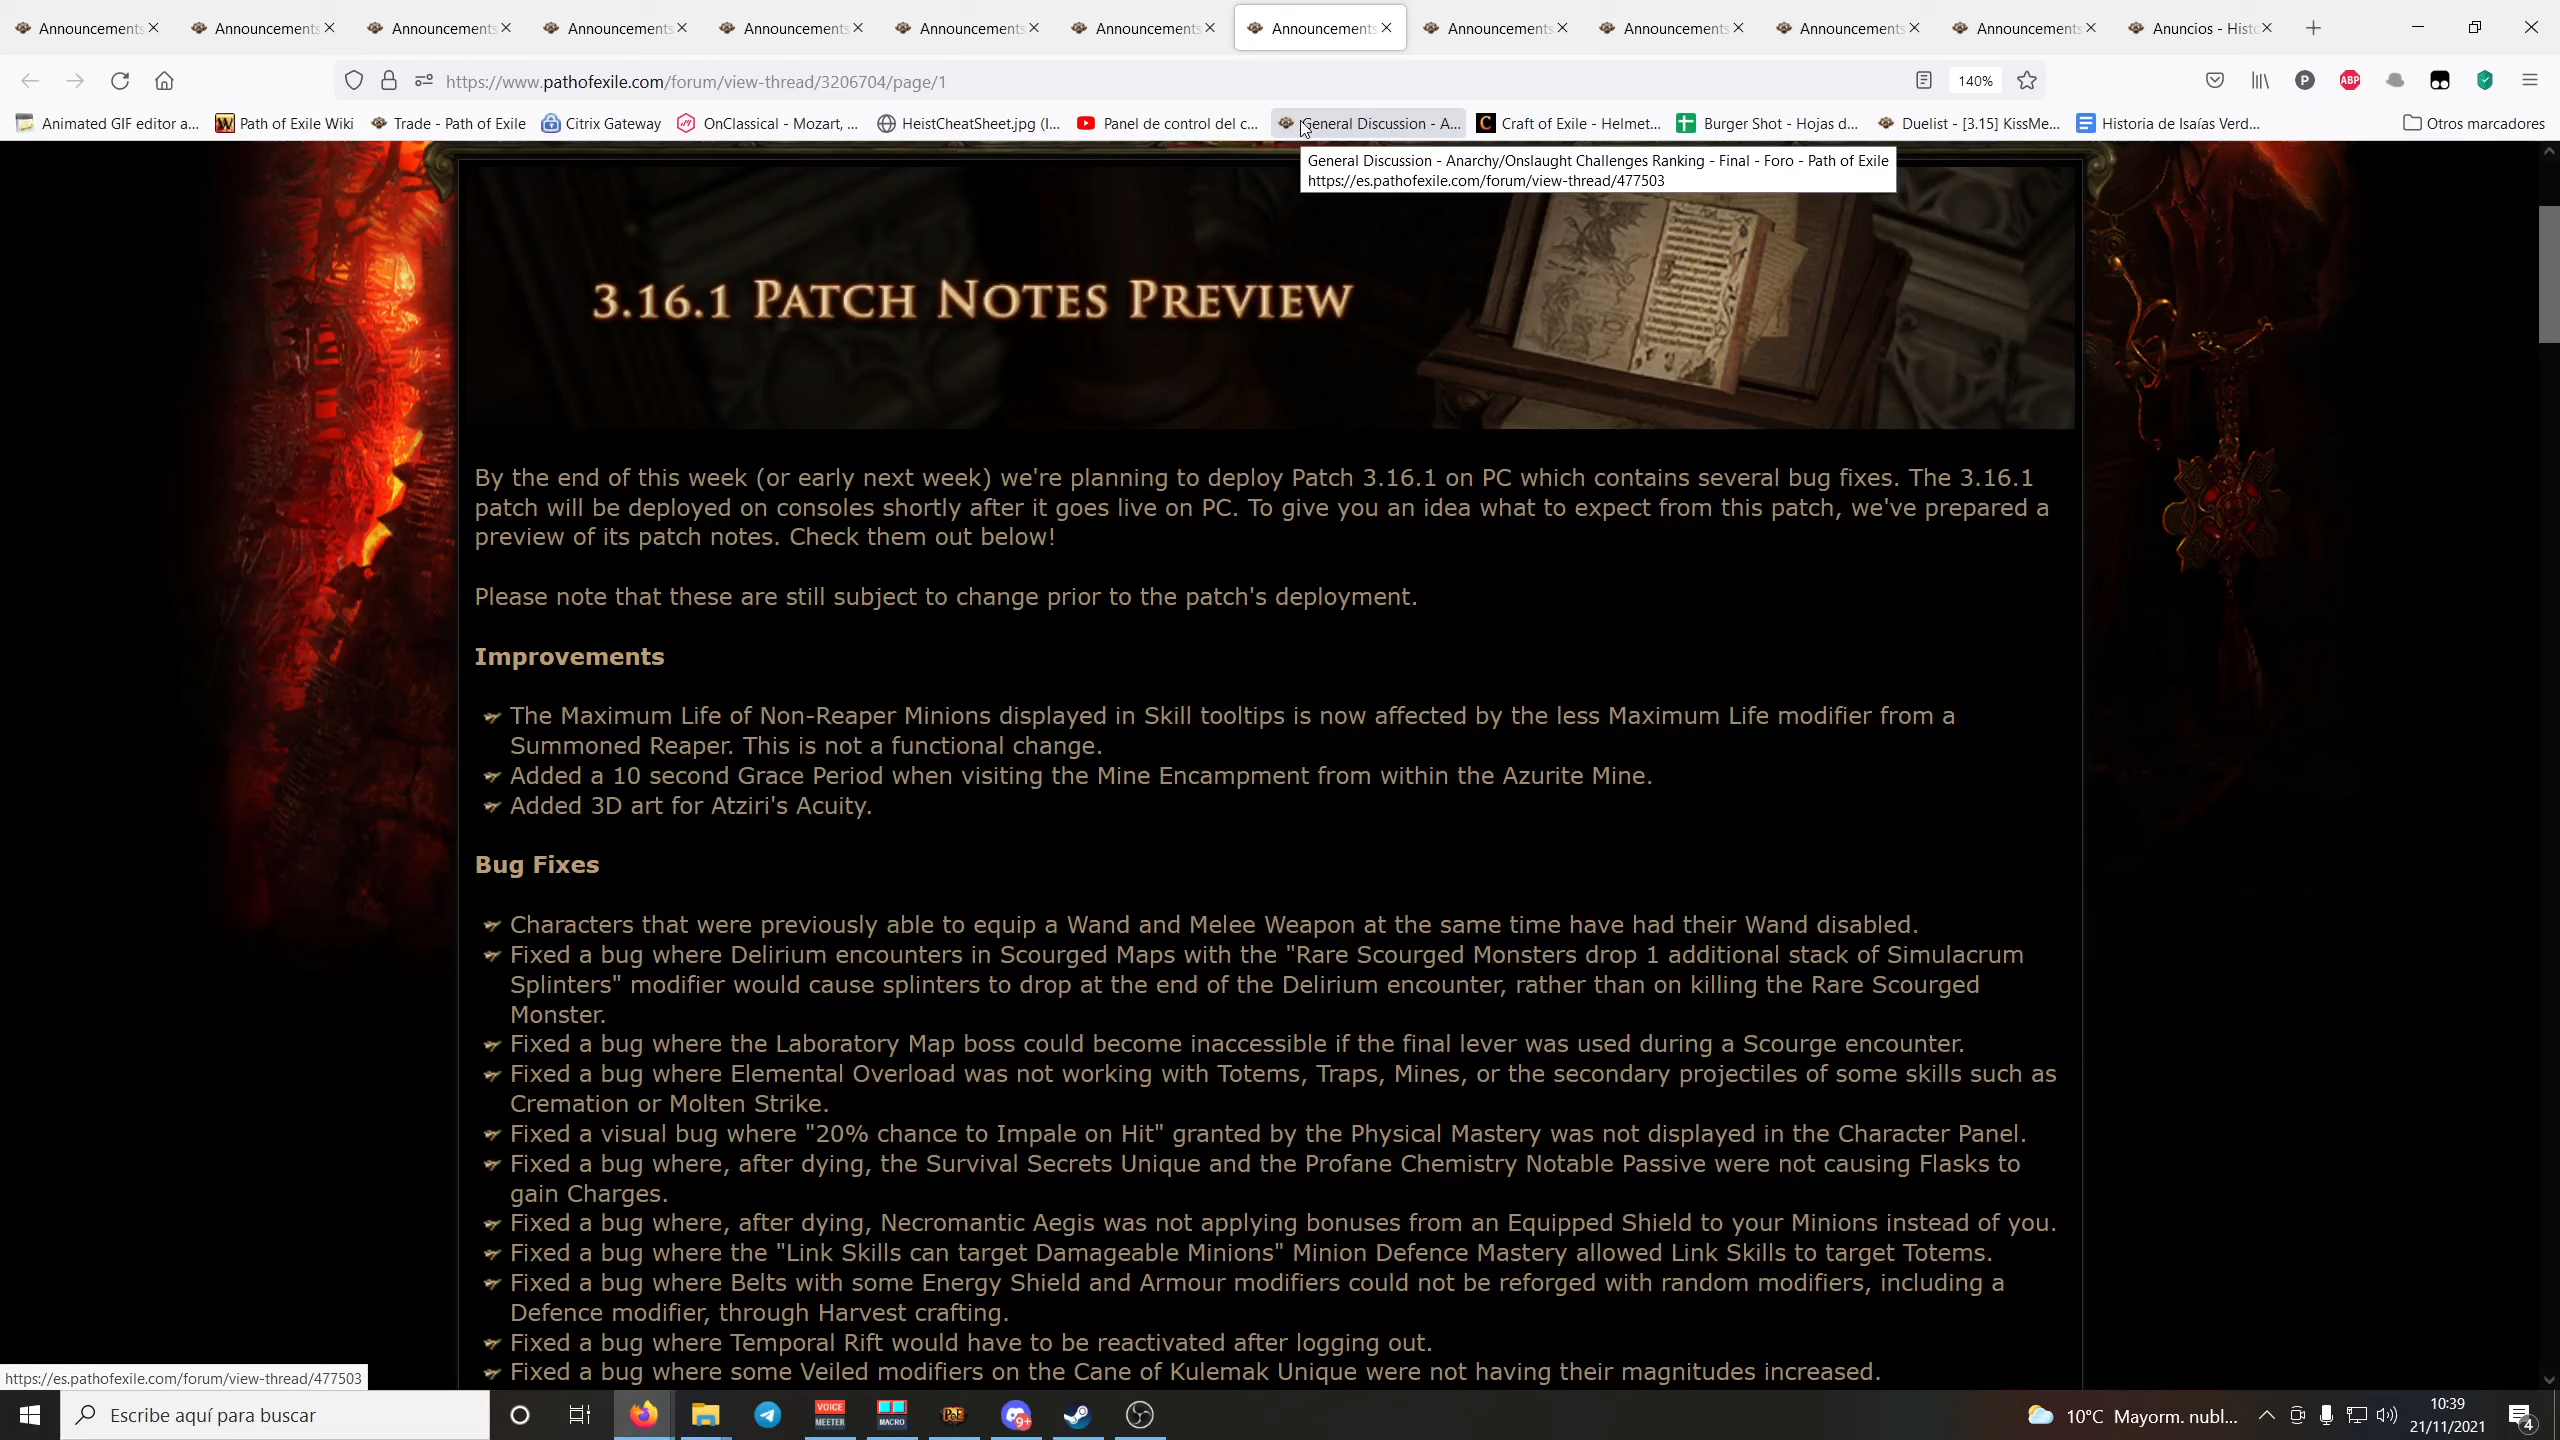 Announcements
Announcements
Announcements
Announcements
Announcements
Announcements
Announcements
Announcements
Announcements
Announcements
Announcements
Announcements
Anuncios - Histo
https://www.pathofexile.com/forum/view-thread/3206704/page/1
140%
P
ABP
Animated GIF editor a...
Path of Exile Wiki
Trade - Path of Exile
Citrix Gateway
OnClassical - Mozart, ...
HeistCheatSheet.jpg (I...
Panel de control del c...
General Discussion - A...
Craft of Exile - Helmet...
Burger Shot - Hojas d...
Duelist - [3.15] KissMe...
Historia de Isaías Verd...
Otros marcadores
General Discussion - Anarchy/Onslaught Challenges Ranking - Final - Foro - Path of Exile
https://es.pathofexile.com/forum/view-thread/477503
3.16.1 Patch Notes Preview
By the end of this week (or early next week) we're planning to deploy Patch 3.16.1 on PC which contains several bug fixes. The 3.16.1
patch will be deployed on consoles shortly after it goes live on PC. To give you an idea what to expect from this patch, we've prepared a
preview of its patch notes. Check them out below!
Please note that these are still subject to change prior to the patch's deployment.
Improvements
The Maximum Life of Non-Reaper Minions displayed in Skill tooltips is now affected by the less Maximum Life modifier from a
Summoned Reaper. This is not a functional change.
Added a 10 second Grace Period when visiting the Mine Encampment from within the Azurite Mine.
Added 3D art for Atziri's Acuity.
Bug Fixes
Characters that were previously able to equip a Wand and Melee Weapon at the same time have had their Wand disabled.
Fixed a bug where Delirium encounters in Scourged Maps with the "Rare Scourged Monsters drop 1 additional stack of Simulacrum
Splinters" modifier would cause splinters to drop at the end of the Delirium encounter, rather than on killing the Rare Scourged
Monster.
Fixed a bug where the Laboratory Map boss could become inaccessible if the final lever was used during a Scourge encounter.
Fixed a bug where Elemental Overload was not working with Totems, Traps, Mines, or the secondary projectiles of some skills such as
Cremation or Molten Strike.
Fixed a visual bug where "20% chance to Impale on Hit" granted by the Physical Mastery was not displayed in the Character Panel.
Fixed a bug where, after dying, the Survival Secrets Unique and the Profane Chemistry Notable Passive were not causing Flasks to
gain Charges.
Fixed a bug where, after dying, Necromantic Aegis was not applying bonuses from an Equipped Shield to your Minions instead of you.
Fixed a bug where the "Link Skills can target Damageable Minions" Minion Defence Mastery allowed Link Skills to target Totems.
Fixed a bug where Belts with some Energy Shield and Armour modifiers could not be reforged with random modifiers, including a
Defence modifier, through Harvest crafting.
Fixed a bug where Temporal Rift would have to be reactivated after logging out.
Fixed a bug where some Veiled modifiers on the Cane of Kulemak Unique were not having their magnitudes increased.
https://es.pathofexile.com/forum/view-thread/477503
Escribe aquí para buscar
VOICE
MEETER
MACRO
PoE
9+
10°C Mayorm. nubl...
10:39
21/11/2021
4